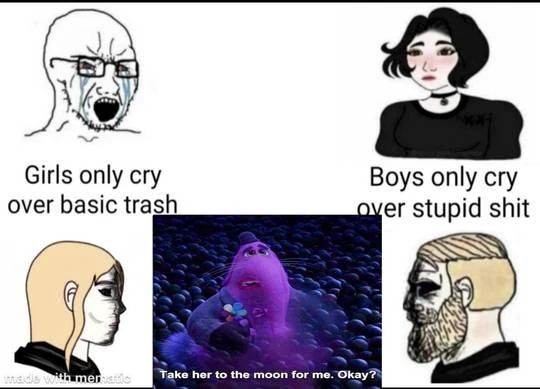 Girls only cry
over basic trash
Boys only cry
over stupid shit
Take her to the moon for me. Okay?
made with mematic